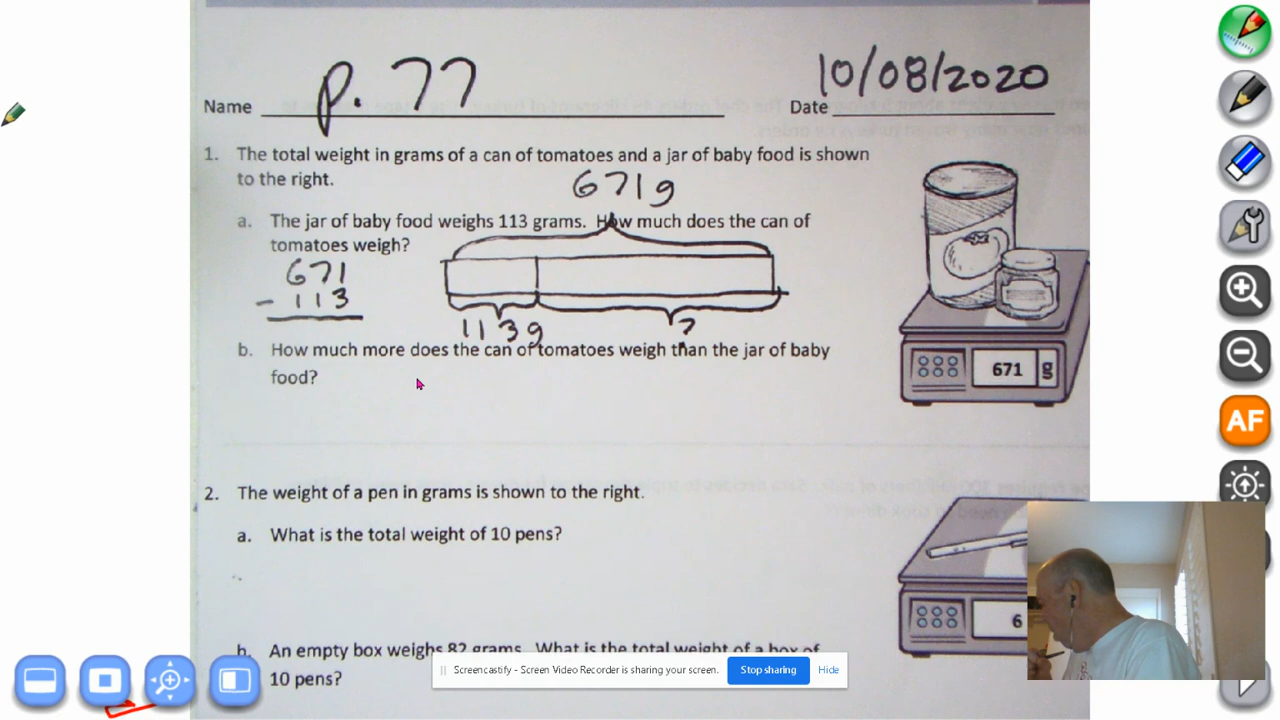 p. 77
10/08/2020
Name
Date
1. The total weight in grams of a can of tomatoes and a jar of baby food is shown
to the right.
671g
a. The jar of baby food weighs 113 grams. How much does the can of
tomatoes weigh?
671
- 113
113g ?
b. How much more does the can of tomatoes weigh than the jar of baby
food?
671 g
2. The weight of a pen in grams is shown to the right.
a. What is the total weight of 10 pens?
6
b. An empty box weighs 82 grams. What is the total weight of a box of
10 pens?
Screencastify - Screen Video Recorder is sharing your screen.
Stop sharing
Hide
AF